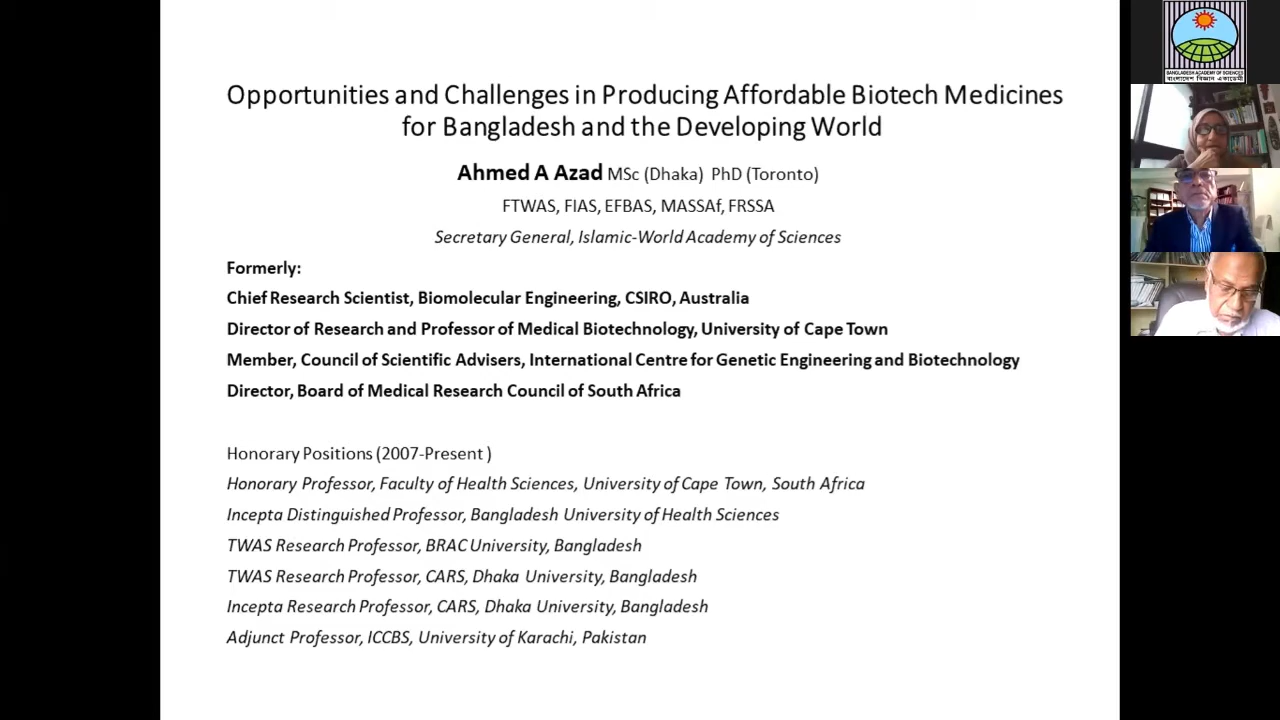 Opportunities and Challenges in Producing Affordable Biotech Medicines
for Bangladesh and the Developing World
Ahmed A Azad MSc (Dhaka) PhD (Toronto)
FTWAS, FIAS, EFBAS, MASSAf, FRSSA
Secretary General, Islamic-World Academy of Sciences
Formerly:
Chief Research Scientist, Biomolecular Engineering, CSIRO, Australia
Director of Research and Professor of Medical Biotechnology, University of Cape Town
Member, Council of Scientific Advisers, International Centre for Genetic Engineering and Biotechnology
Director, Board of Medical Research Council of South Africa
Honorary Positions (2007-Present )
Honorary Professor, Faculty of Health Sciences, University of Cape Town, South Africa
Incepta Distinguished Professor, Bangladesh University of Health Sciences
TWAS Research Professor, BRAC University, Bangladesh
TWAS Research Professor, CARS, Dhaka University, Bangladesh
Incepta Research Professor, CARS, Dhaka University, Bangladesh
Adjunct Professor, ICCBS, University of Karachi, Pakistan
BANGLADESH ACADEMY OF SCIENCES
বাংলাদেশ বিজ্ঞান একাডেমী